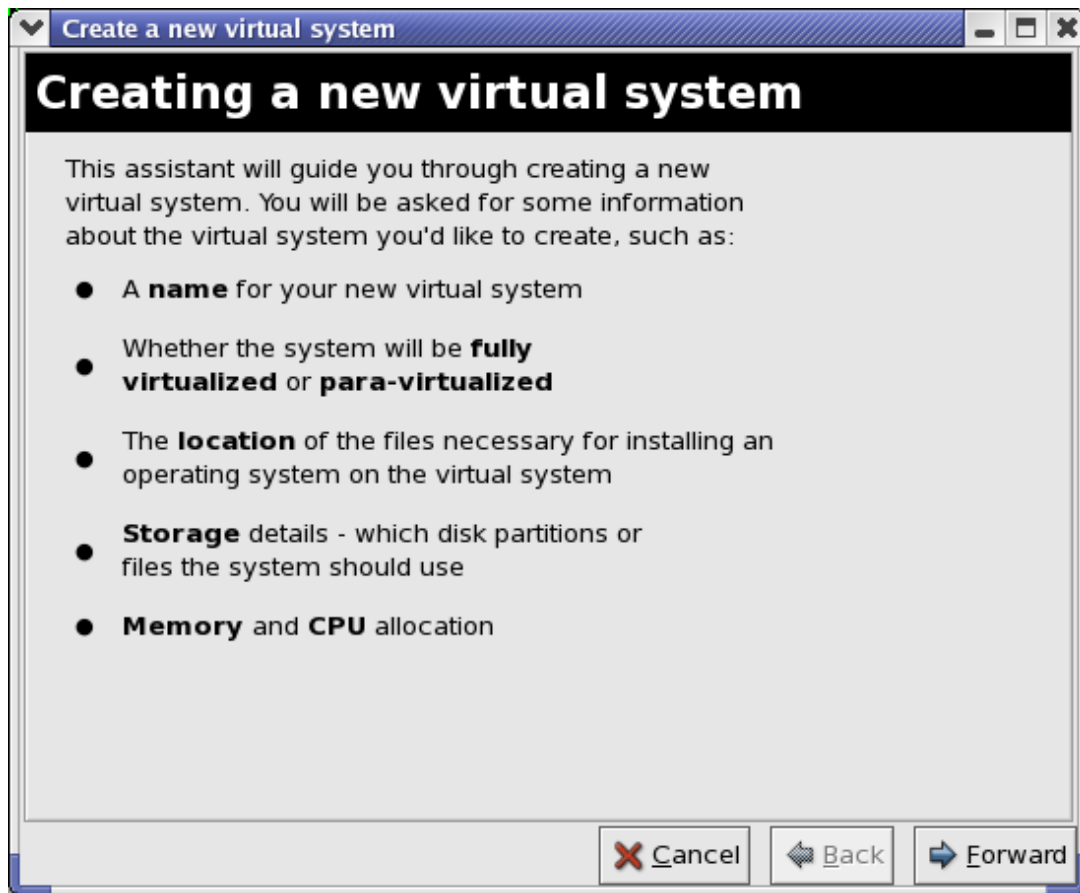 Create a new virtual system
Creating a new virtual system
This assistant will guide you through creating a new
virtual system. You will be asked for some information
about the virtual system you'd like to create, such as:
● A name for your new virtual system
● Whether the system will be fully
virtualized or para-virtualized
● The location of the files necessary for installing an
operating system on the virtual system
● Storage details - which disk partitions or
files the system should use
● Memory and CPU allocation
Cancel Back Forward